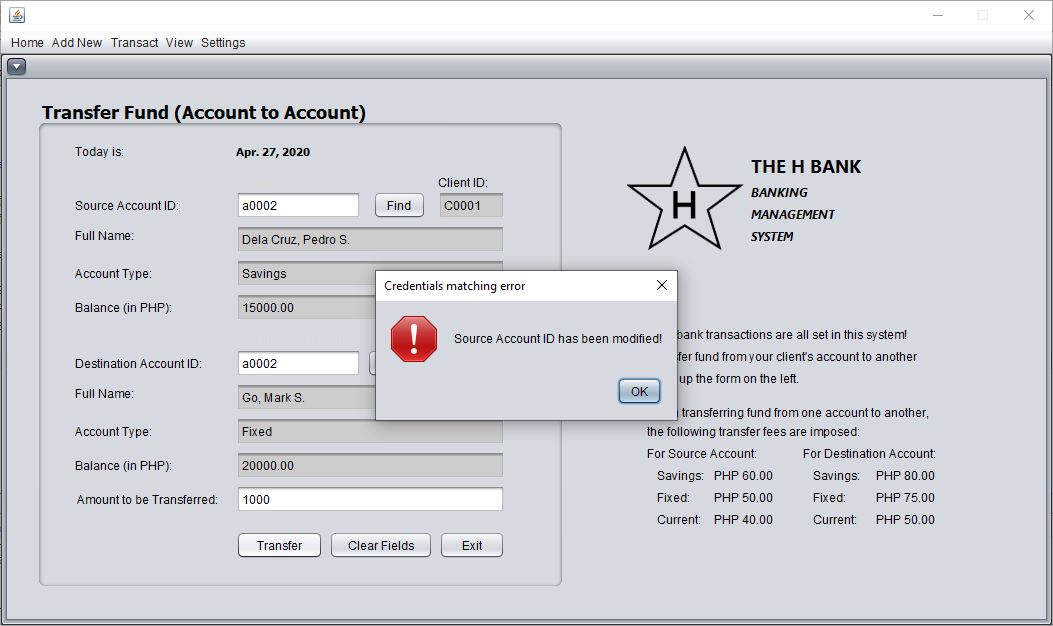 Home Add New Transact View Settings
Transfer Fund (Account to Account)
Today is: Apr. 27, 2020
Client ID:
Source Account ID: a0002 Find C0001
Full Name: Dela Cruz, Pedro S.
Account Type: Savings
Balance (in PHP): 15000.00
Destination Account ID: a0002
Full Name: Go, Mark S.
Account Type: Fixed
Balance (in PHP): 20000.00
Amount to be Transferred: 1000
Transfer Clear Fields Exit
Credentials matching error
Source Account ID has been modified!
OK
H
THE H BANK
BANKING
MANAGEMENT
SYSTEM
bank transactions are all set in this system!
fund from your client's account to another
up the form on the left.
transferring fund from one account to another,
the following transfer fees are imposed:
For Source Account: For Destination Account:
Savings: PHP 60.00 Savings: PHP 80.00
Fixed: PHP 50.00 Fixed: PHP 75.00
Current: PHP 40.00 Current: PHP 50.00